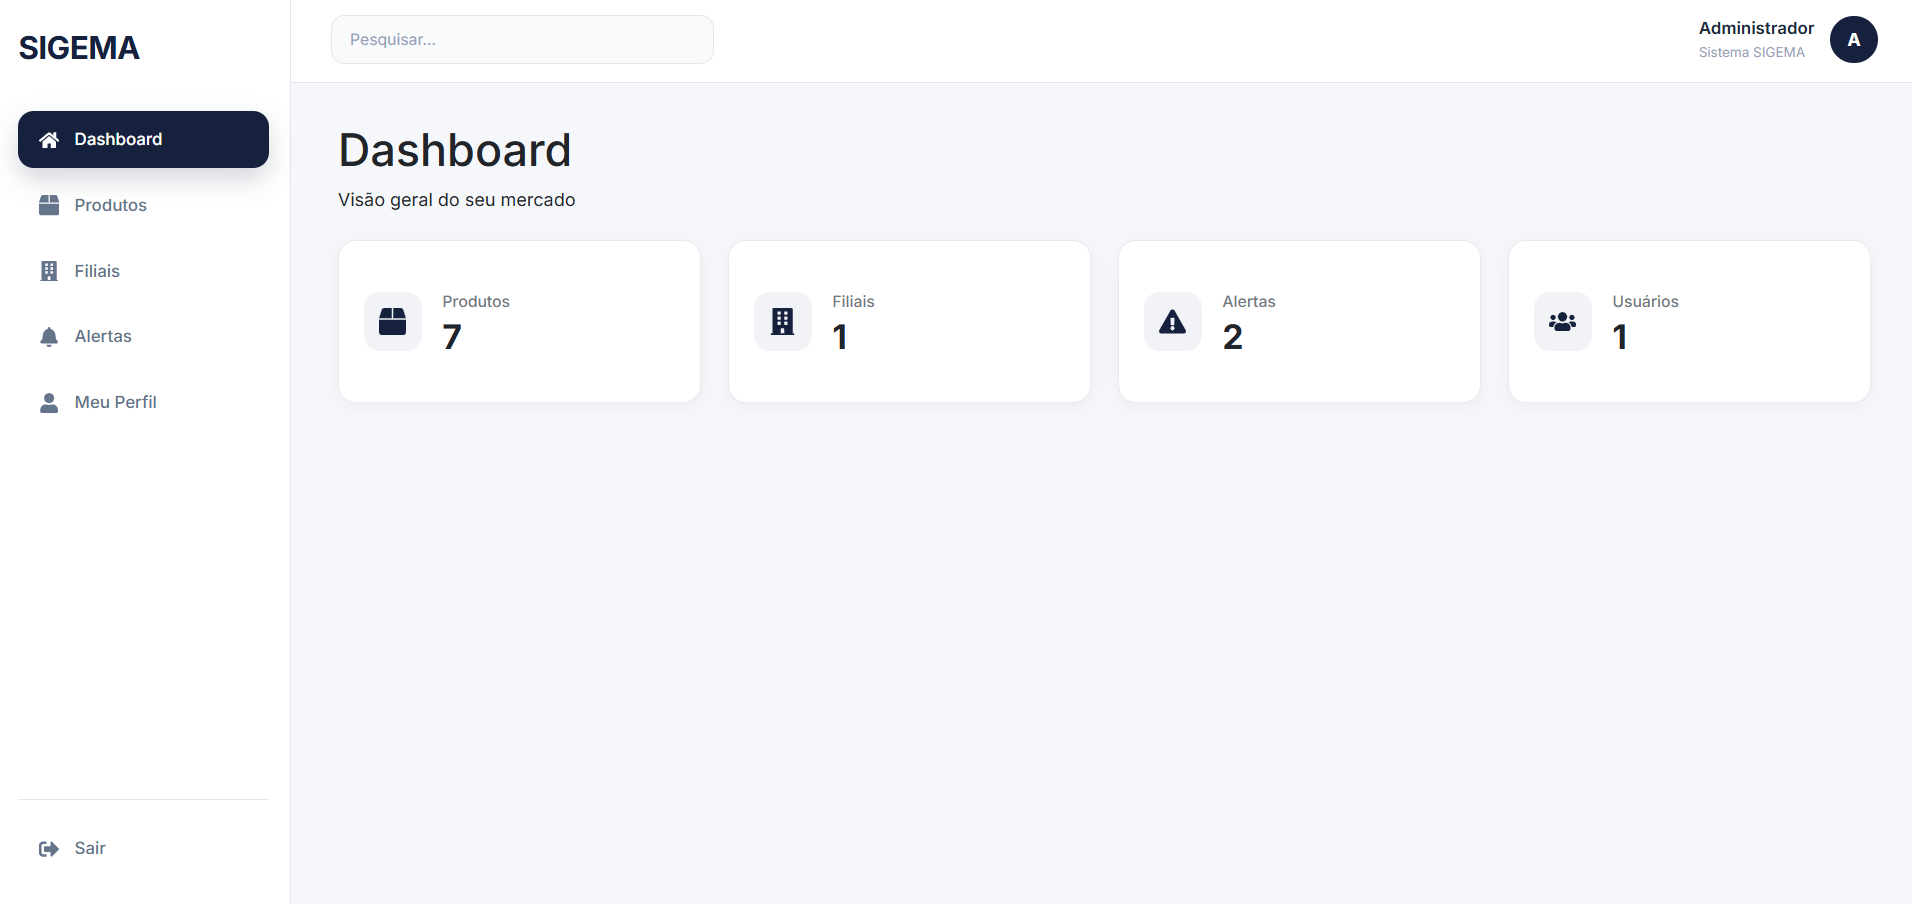 SIGEMA
Dashboard
Produtos
Filiais
Alertas
Meu Perfil
Sair
Pesquisar...
Administrador
Sistema SIGEMA
A
Dashboard
Visão geral do seu mercado
Produtos
7
Filiais
1
Alertas
2
Usuários
1